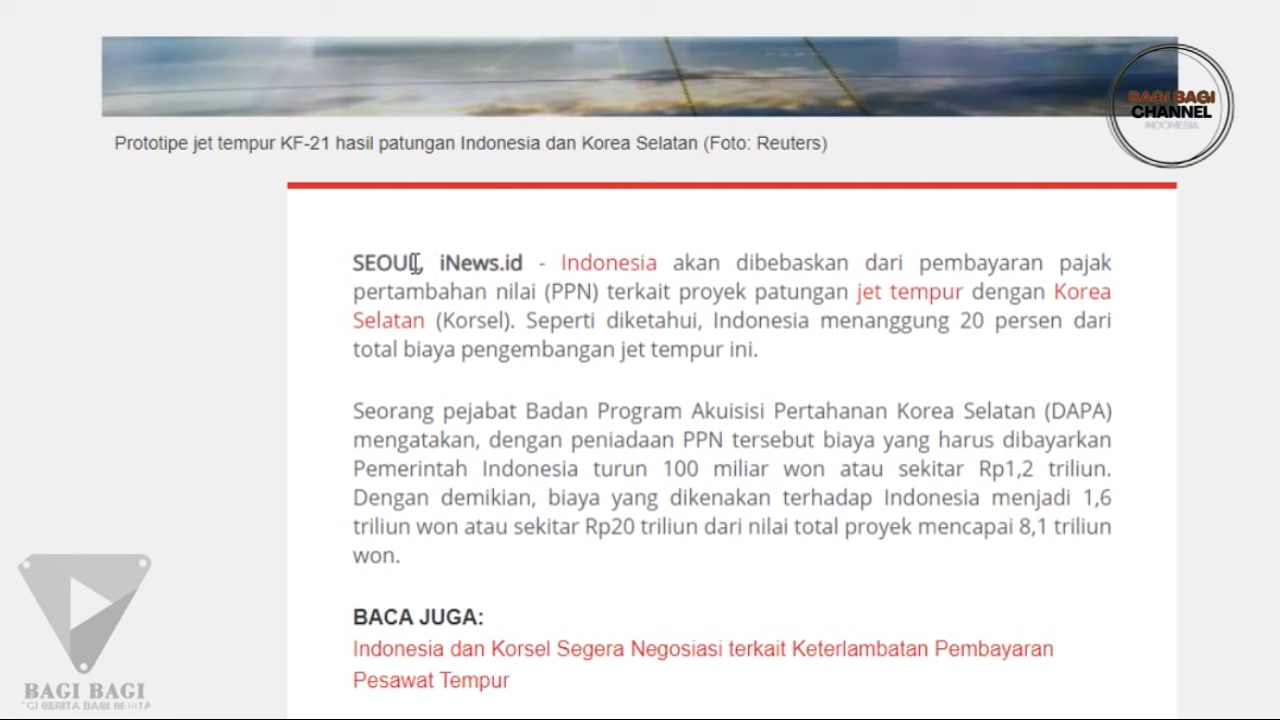 BAGI BAGI
CHANNEL
INDONESIA
Prototipe jet tempur KF-21 hasil patungan Indonesia dan Korea Selatan (Foto: Reuters)
SEOUL, iNews.id - Indonesia akan dibebaskan dari pembayaran pajak
pertambahan nilai (PPN) terkait proyek patungan jet tempur dengan Korea
Selatan (Korsel). Seperti diketahui, Indonesia menanggung 20 persen dari
total biaya pengembangan jet tempur ini.
Seorang pejabat Badan Program Akuisisi Pertahanan Korea Selatan (DAPA)
mengatakan, dengan peniadaan PPN tersebut biaya yang harus dibayarkan
Pemerintah Indonesia turun 100 miliar won atau sekitar Rp1,2 triliun.
Dengan demikian, biaya yang dikenakan terhadap Indonesia menjadi 1,6
triliun won atau sekitar Rp20 triliun dari nilai total proyek mencapai 8,1 triliun
won.
BACA JUGA:
Indonesia dan Korsel Segera Negosiasi terkait Keterlambatan Pembayaran
Pesawat Tempur
BAGI BAGI
BAGI